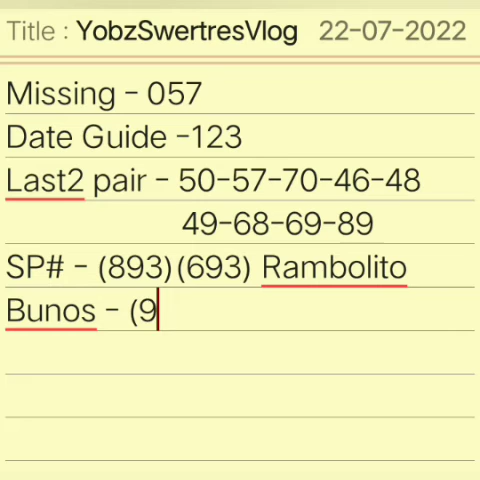 Title : YobzSwertresVlog 22-07-2022
Missing - 057
Date Guide -123
Last2 pair - 50-57-70-46-48
49-68-69-89
SP# - (893)(693) Rambolito
Bunos - (9